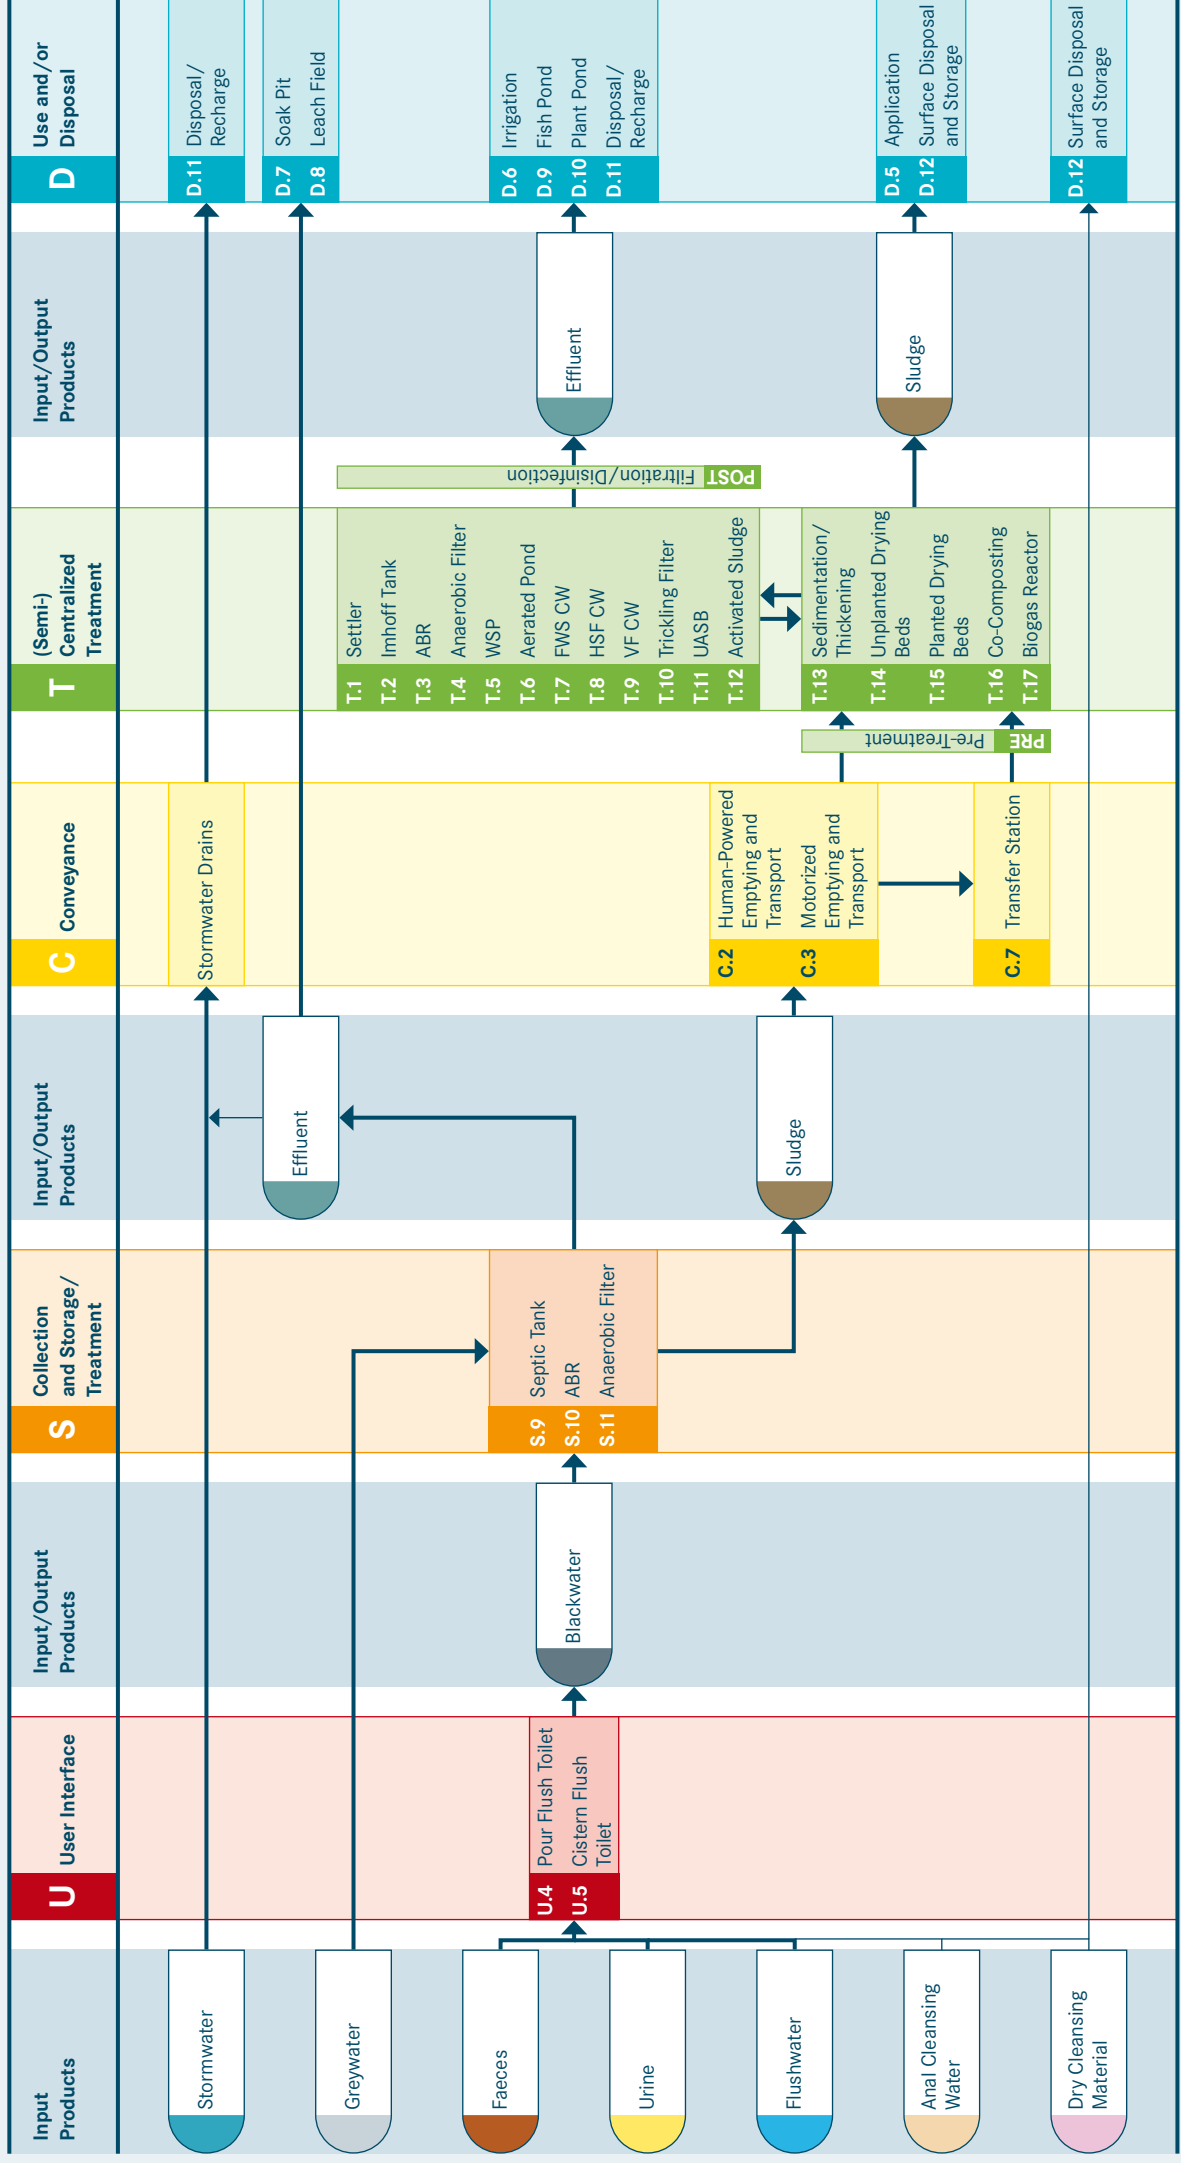 Input
Products
U
User Interface
Input/Output
Products
S
Collection
and Storage/
Treatment
Input/Output
Products
C
Conveyance
T
(Semi-)
Centralized
Treatment
Input/Output
Products
D
Use and/or
Disposal
Stormwater
Greywater
Faeces
Urine
Flushwater
Anal Cleansing
Water
Dry Cleansing
Material
U.4 Pour Flush Toilet
U.5 Cistern Flush
Toilet
Blackwater
S.9 Septic Tank
S.10 ABR
S.11 Anaerobic Filter
Effluent
Sludge
Stormwater Drains
C.2 Human-Powered
Emptying and
Transport
C.3 Motorized
Emptying and
Transport
C.7 Transfer Station
PRE Pre-Treatment
T.1 Settler
T.2 Imhoff Tank
T.3 ABR
T.4 Anaerobic Filter
T.5 WSP
T.6 Aerated Pond
T.7 FWS CW
T.8 HSF CW
T.9 VF CW
T.10 Trickling Filter
T.11 UASB
T.12 Activated Sludge
T.13 Sedimentation/
Thickening
T.14 Unplanted Drying
Beds
T.15 Planted Drying
Beds
T.16 Co-Composting
T.17 Biogas Reactor
POST Filtration/Disinfection
Effluent
Sludge
D.11 Disposal/
Recharge
D.7 Soak Pit
D.8 Leach Field
D.6 Irrigation
D.9 Fish Pond
D.10 Plant Pond
D.11 Disposal/
Recharge
D.5 Application
D.12 Surface Disposal
and Storage
D.12 Surface Disposal
and Storage